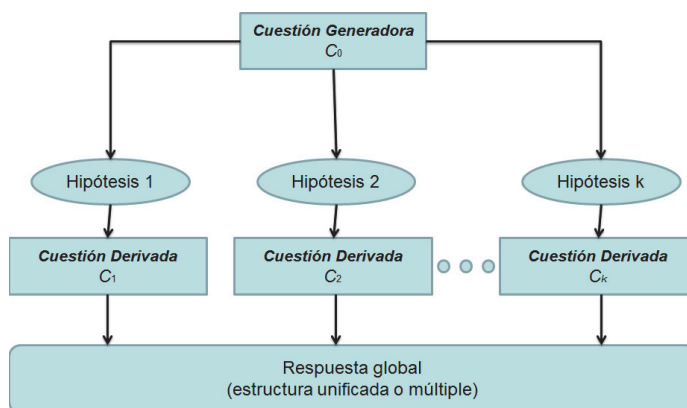 Cuestión Generadora
C0
Hipótesis 1
Hipótesis 2
Hipótesis k
Cuestión Derivada
C1
Cuestión Derivada
C2
Cuestión Derivada
Ck
Respuesta global
(estructura unificada o múltiple)